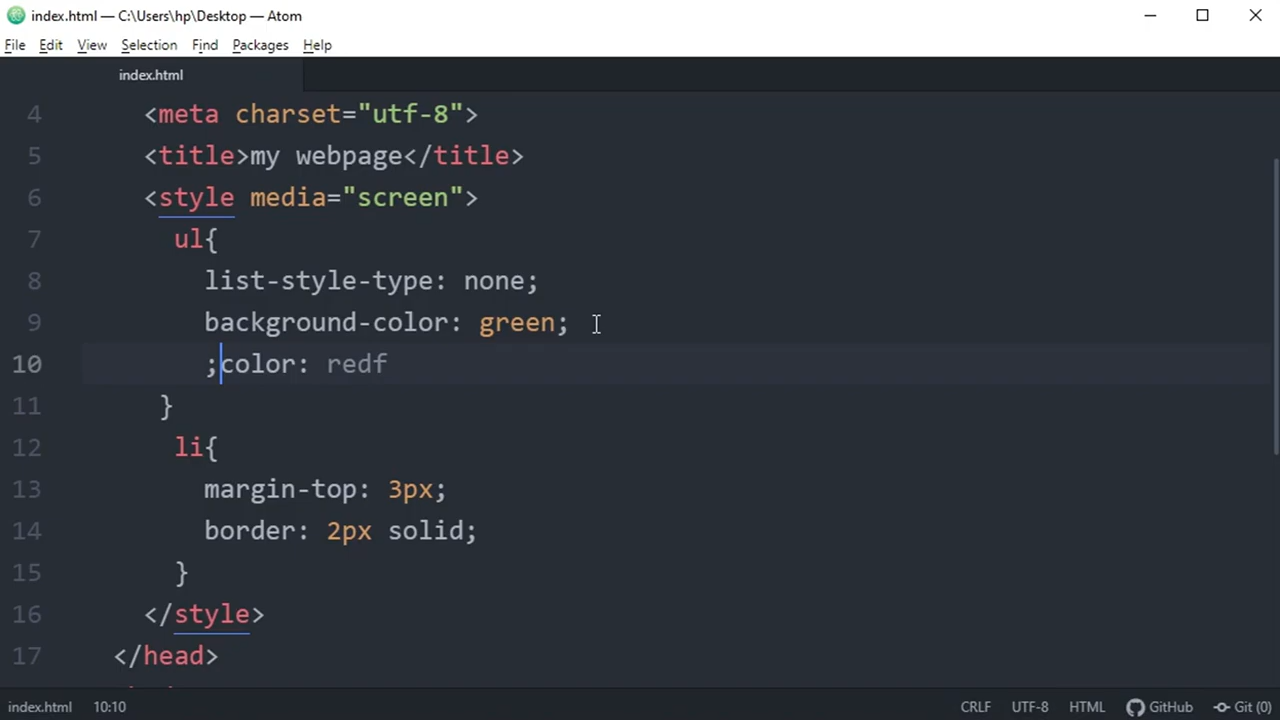 index.html — C:\Users\hp\Desktop — Atom
File Edit View Selection Find Packages Help
index.html
4 <meta charset="utf-8">
5 <title>my webpage</title>
6 <style media="screen">
7 ul{
8 list-style-type: none;
9 background-color: green;
10 ;color: redf
11 }
12 li{
13 margin-top: 3px;
14 border: 2px solid;
15 }
16 </style>
17 </head>
index.html 10:10 CRLF UTF-8 HTML GitHub Git (0)